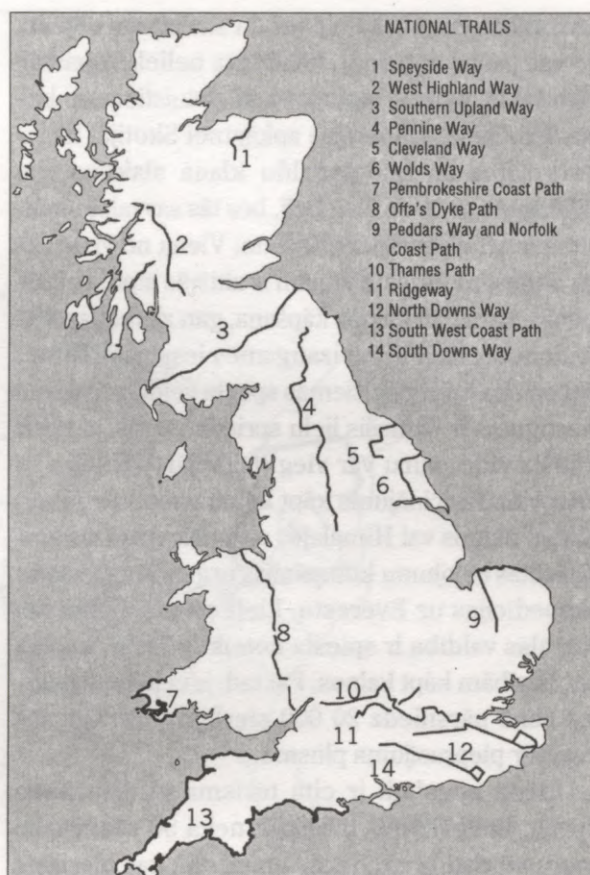 NATIONAL TRAILS
1 Speyside Way
2 West Highland Way
3 Southern Upland Way
4 Pennine Way
5 Cleveland Way
6 Wolds Way
7 Pembrokeshire Coast Path
8 Offa's Dyke Path
9 Peddars Way and Norfolk
Coast Path
10 Thames Path
11 Ridgeway
12 North Downs Way
13 South West Coast Path
14 South Downs Way
1
2
3
4
5
6
9
8
7
10
11
12
14
13